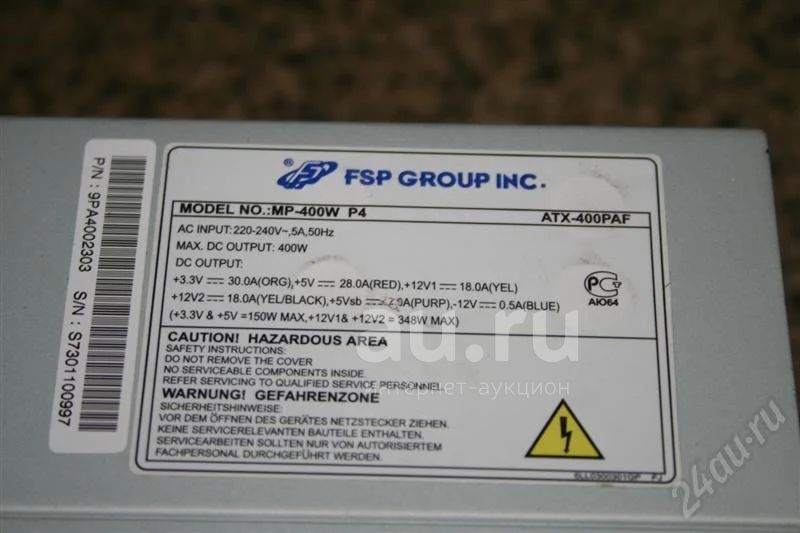 P/N : 9PA4002303
S/N : S7301100997
® FSP GROUP INC.
MODEL NO.:MP-400W P4 ATX-400PAF
AC INPUT:220-240V~,5A,50Hz
MAX. DC OUTPUT: 400W
DC OUTPUT:
+3.3V ⎓ 30.0A(ORG),+5V ⎓ 28.0A(RED),+12V1 ⎓ 18.0A(YEL)
+12V2 ⎓ 18.0A(YEL/BLACK),+5Vsb ⎓ (PURP),-12V ⎓ 0.5A(BLUE)
(+3.3V & +5V =150W MAX,+12V1& +12V2 = 348W MAX)
РСТ
АЮ64
CAUTION! HAZARDOUS AREA
SAFETY INSTRUCTIONS:
DO NOT REMOVE THE COVER
NO SERVICEABLE COMPONENTS INSIDE.
REFER SERVICING TO QUALIFIED SERVICE PERSONNEL
WARNUNG! GEFAHRENZONE
SICHERHEITSHINWEISE:
VOR DEM ÖFFNEN DES GERÄTES NETZSTECKER ZIEHEN.
KEINE SERVICERELEVANTEN BAUTEILE ENTHALTEN.
SERVICEARBEITEN SOLLTEN NUR VON AUTORISIERTEM
FACHPERSONAL DURCHGEFÜHRT WERDEN.
au.ru
интернет-аукцион
24au.ru